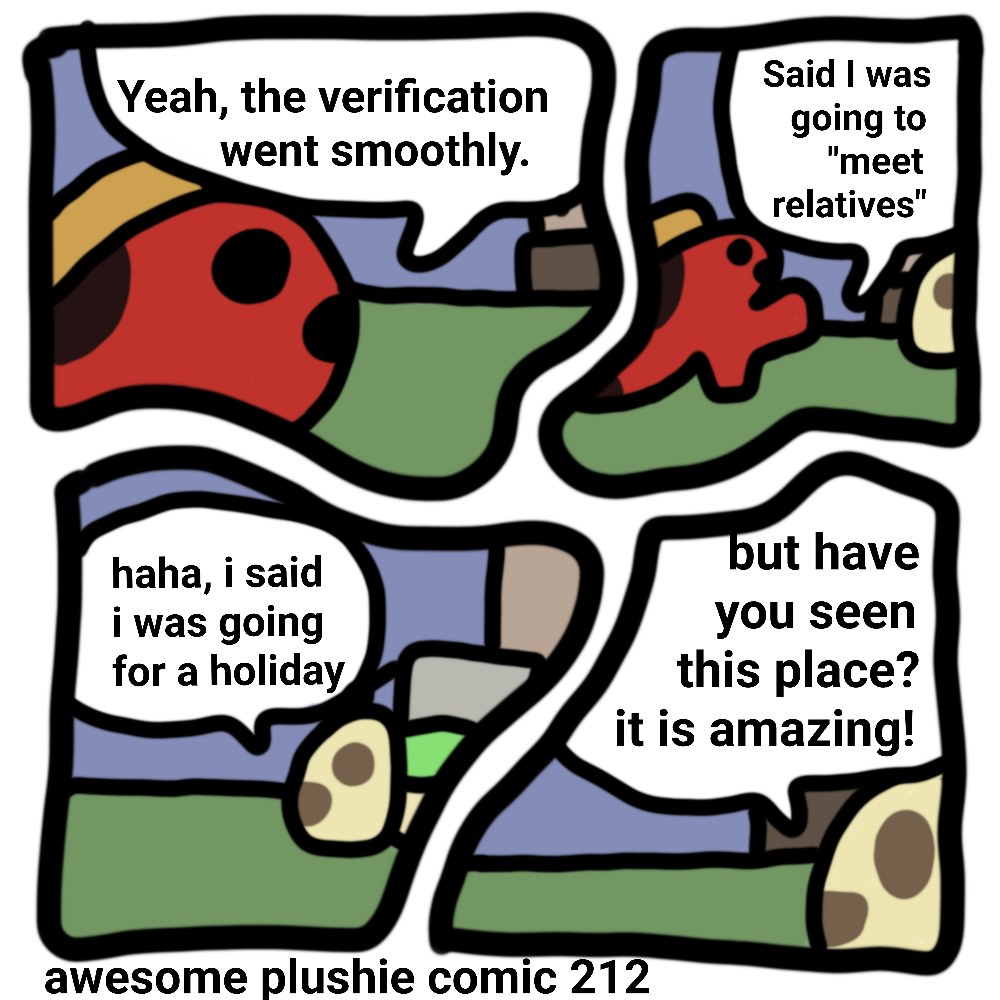 Yeah, the verification
went smoothly.
Said I was
going to
"meet
relatives"
haha, i said
i was going
for a holiday
but have
you seen
this place?
it is amazing!
awesome plushie comic 212